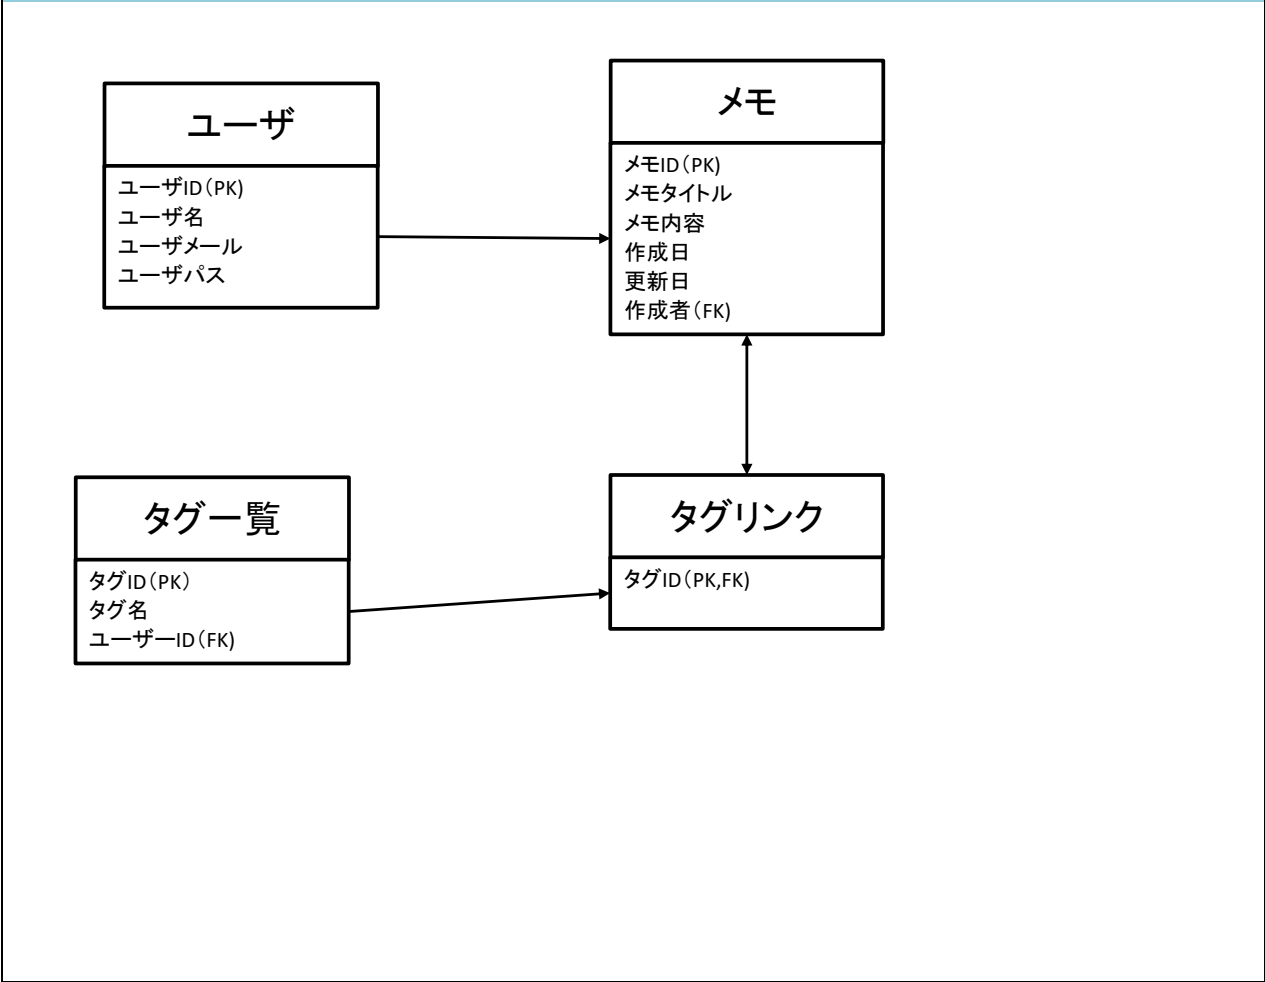 ユーザ
ユーザID（PK)
ユーザ名
ユーザメール
ユーザパス
メモ
メモID（PK)
メモタイトル
メモ内容
作成日
更新日
作成者（FK)
タグ一覧
タグID（PK）
タグ名
ユーザーID（FK)
タグリンク
タグID（PK,FK)